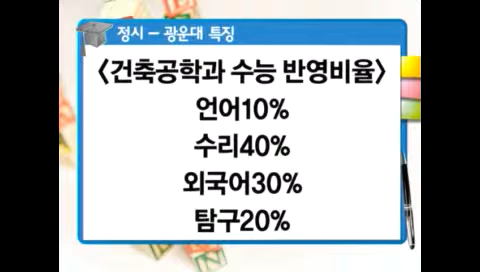 정시 - 광운대 특징
<건축공학과 수능 반영비율>
언어10%
수리40%
외국어30%
탐구20%